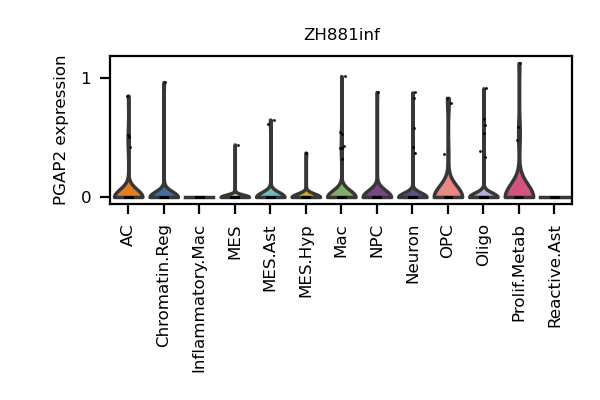 ZH881inf
PGAP2 expression
1
0
AC
Chromatin.Reg
Inflammatory.Mac
MES
MES.Ast
MES.Hyp
Mac
NPC
Neuron
OPC
Oligo
Prolif.Metab
Reactive.Ast